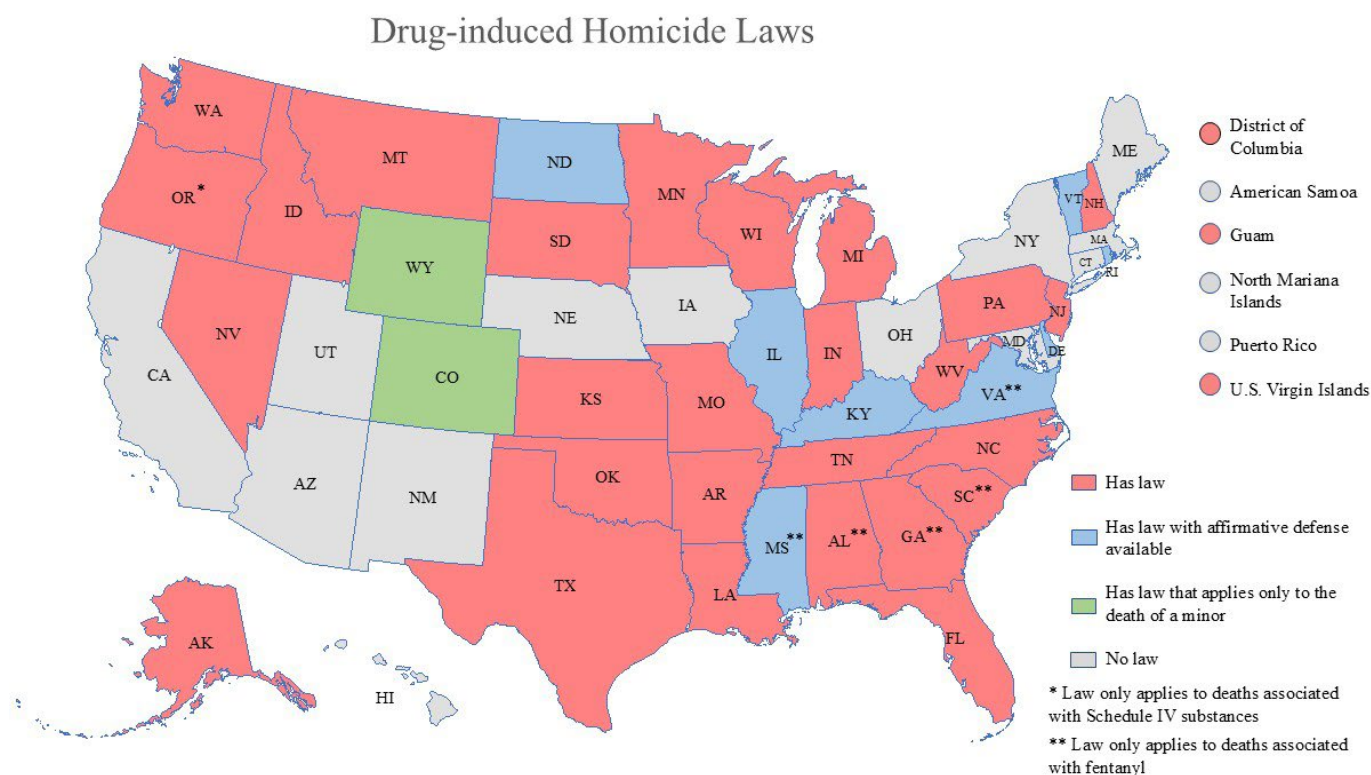 Drug-induced Homicide Laws
WA
MT
ND
MN
ME
OR*
ID
SD
WI
MI
VT
NH
NY
MA
CT
RI
WY
NE
IA
PA
NJ
NV
UT
CO
IL
IN
OH
MD
DE
CA
KS
MO
KY
WV
VA**
AZ
NM
OK
AR
TN
NC
SC**
TX
LA
MS**
AL**
GA**
FL
AK
HI
District of
Columbia
American Samoa
Guam
North Mariana
Islands
Puerto Rico
U.S. Virgin Islands
Has law
Has law with affirmative defense
available
Has law that applies only to the
death of a minor
No law
* Law only applies to deaths associated
with Schedule IV substances
** Law only applies to deaths associated
with fentanyl